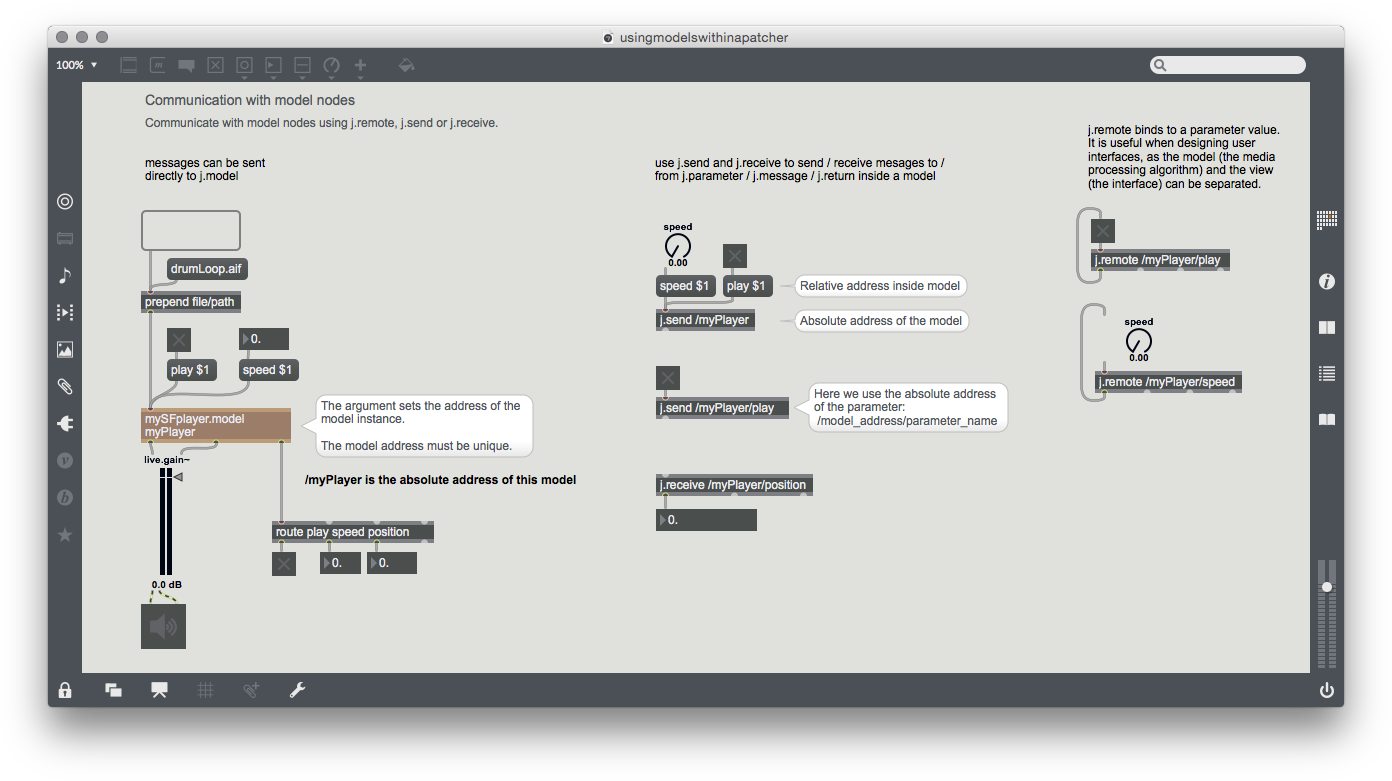 usingmodelswithinapatcher
100%
Communication with model nodes
Communicate with model nodes using j.remote, j.send or j.receive.
messages can be sent
directly to j.model
drumLoop.aif
prepend file/path
0.
play $1
speed $1
mySFplayer.model
myPlayer
The argument sets the address of the
model instance.
The model address must be unique.
live.gain~
/myPlayer is the absolute address of this model
route play speed position
0.
0.
0.0 dB
use j.send and j.receive to send / receive mesages to /
from j.parameter / j.message / j.return inside a model
speed
0.00
speed $1
play $1
Relative address inside model
j.send /myPlayer
Absolute address of the model
j.send /myPlayer/play
Here we use the absolute address
of the parameter:
/model_address/parameter_name
j.receive /myPlayer/position
0.
j.remote binds to a parameter value.
It is useful when designing user
interfaces, as the model (the media
processing algorithm) and the view
(the interface) can be separated.
j.remote /myPlayer/play
speed
0.00
j.remote /myPlayer/speed